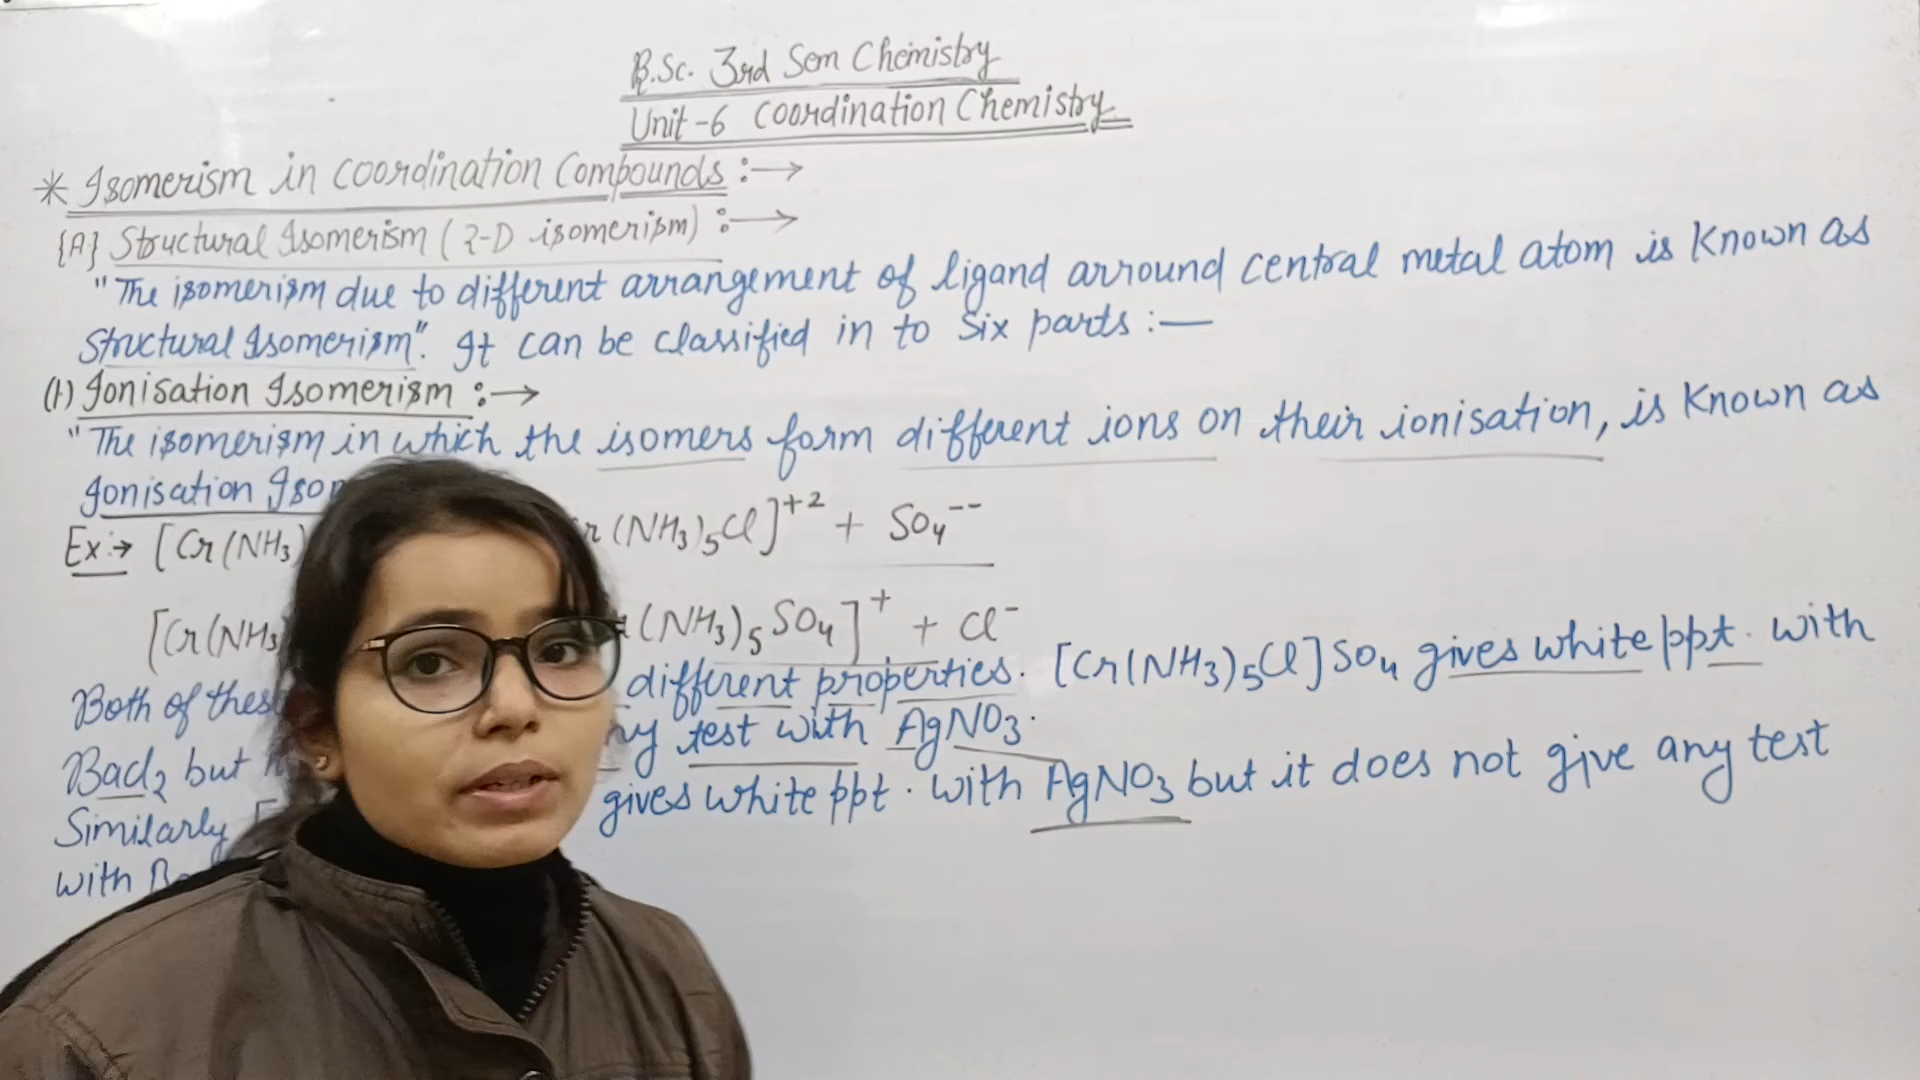 B.Sc. 3rd Sem Chemistry
Unit-6 Coordination Chemistry
* Isomerism in Coordination Compounds :→
{A} Structural Isomerism (2-D isomerism) :→
"The isomerism due to different arrangement of ligand arround central metal atom is known as
Structural Isomerism". It can be classified in to Six parts :—
(1) Ionisation Isomerism :→
"The isomerism in which the isomers form different ions on their ionisation, is known as
Ionisation
Ex:→ [Cr(NH3) (NH3)5Cl]+2 + SO4--
[Cr(NH3 (NH3)5SO4]+ + Cl-
Both of different properties. [Cr(NH3)5Cl]SO4 gives white ppt. with
BaCl2 but test with AgNO3.
Similarly gives white ppt. with AgNO3 but it does not give any test
with